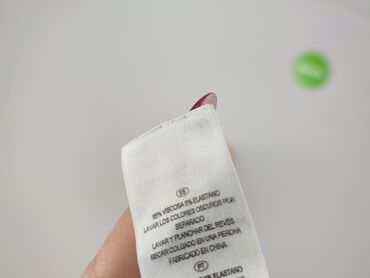 ES
95% VISCOSA 5% ELASTANO
LAVAR LOS COLORES OSCUROS POR
SEPARADO
LAVAR Y PLANCHAR DEL REVÉS
SECAR COLGADO EN UNA PERCHA
FABRICADO EN CHINA
PT
ELASTANO